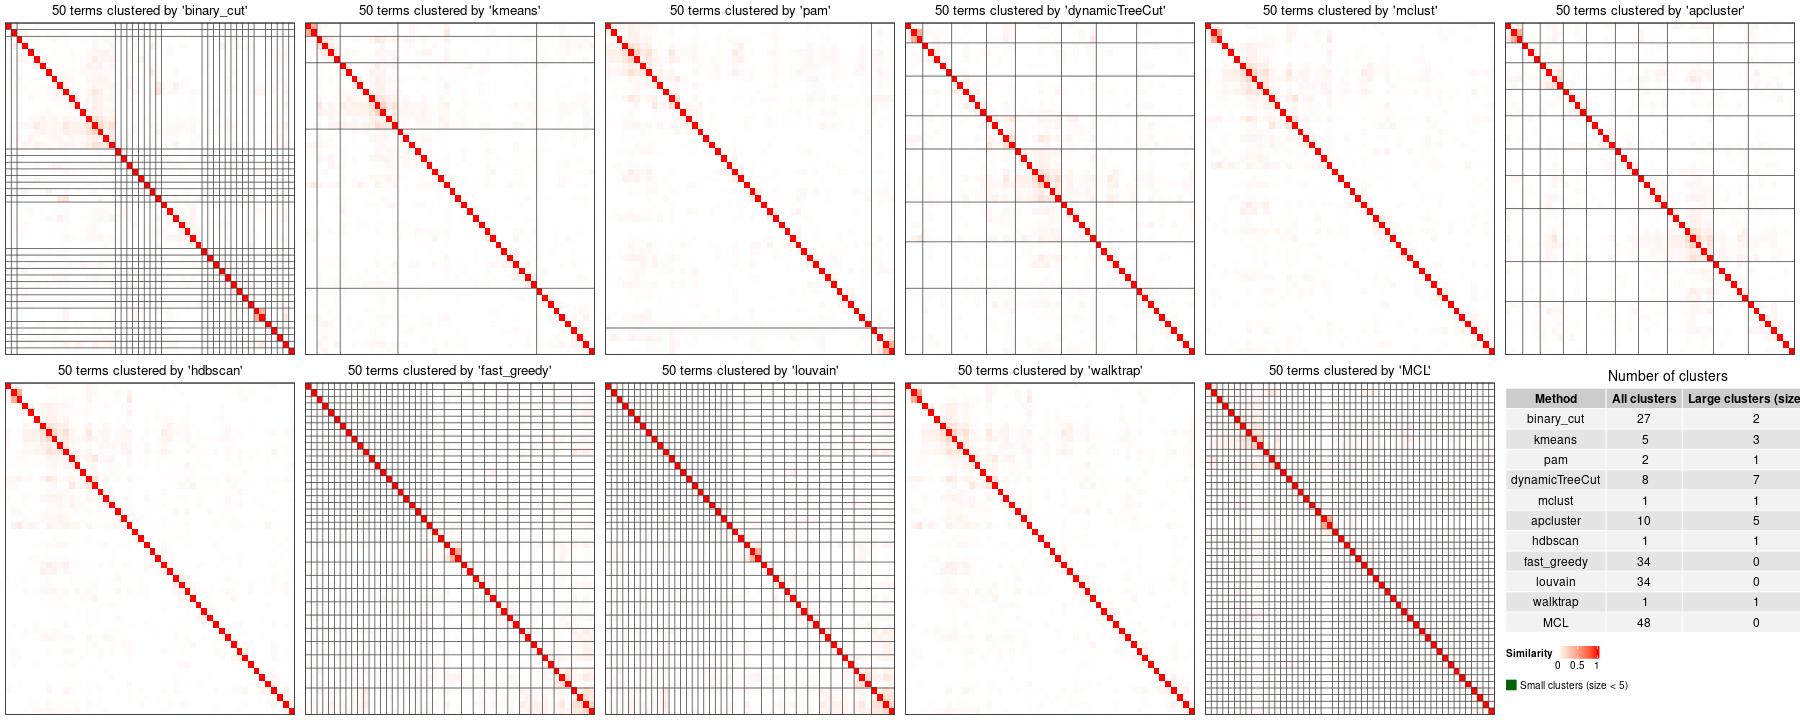 50 terms clustered by 'binary_cut'
50 terms clustered by 'kmeans'
50 terms clustered by 'pam'
50 terms clustered by 'dynamicTreeCut'
50 terms clustered by 'mclust'
50 terms clustered by 'apcluster'
50 terms clustered by 'hdbscan'
50 terms clustered by 'fast_greedy'
50 terms clustered by 'louvain'
50 terms clustered by 'walktrap'
50 terms clustered by 'MCL'
Number of clusters
Method All clusters Large clusters (size
binary_cut 27 2
kmeans 5 3
pam 2 1
dynamicTreeCut 8 7
mclust 1 1
apcluster 10 5
hdbscan 1 1
fast_greedy 34 0
louvain 34 0
walktrap 1 1
MCL 48 0
Similarity
0 0.5 1
Small clusters (size < 5)